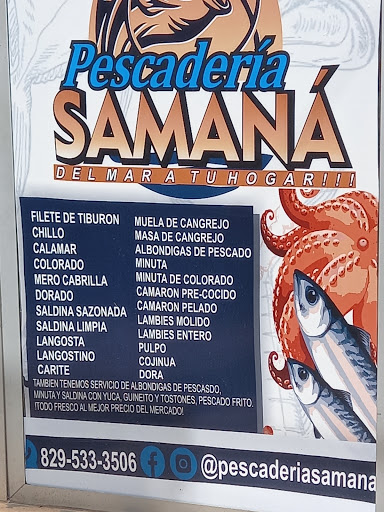 Pescadería
SAMANÁ
DEL MAR A TU HOGAR!!!
FILETE DE TIBURON
CHILLO
CALAMAR
COLORADO
MERO CABRILLA
DORADO
SALDINA SAZONADA
SALDINA LIMPIA
LANGOSTA
LANGOSTINO
CARITE
MUELA DE CANGREJO
MASA DE CANGREJO
ALBONDIGAS DE PESCADO
MINUTA
MINUTA DE COLORADO
CAMARON PRE-COCIDO
CAMARON PELADO
LAMBIES MOLIDO
LAMBIES ENTERO
PULPO
COJINUA
DORA
TAMBIEN TENEMOS SERVICIO DE ALBONDIGAS DE PESCASDO,
MINUTA Y SALDINA CON YUCA, GUINEITO Y TOSTONES, PESCADO FRITO.
!TODO FRESCO AL MEJOR PRECIO DEL MERCADO!
829-533-3506 @pescaderiasamana